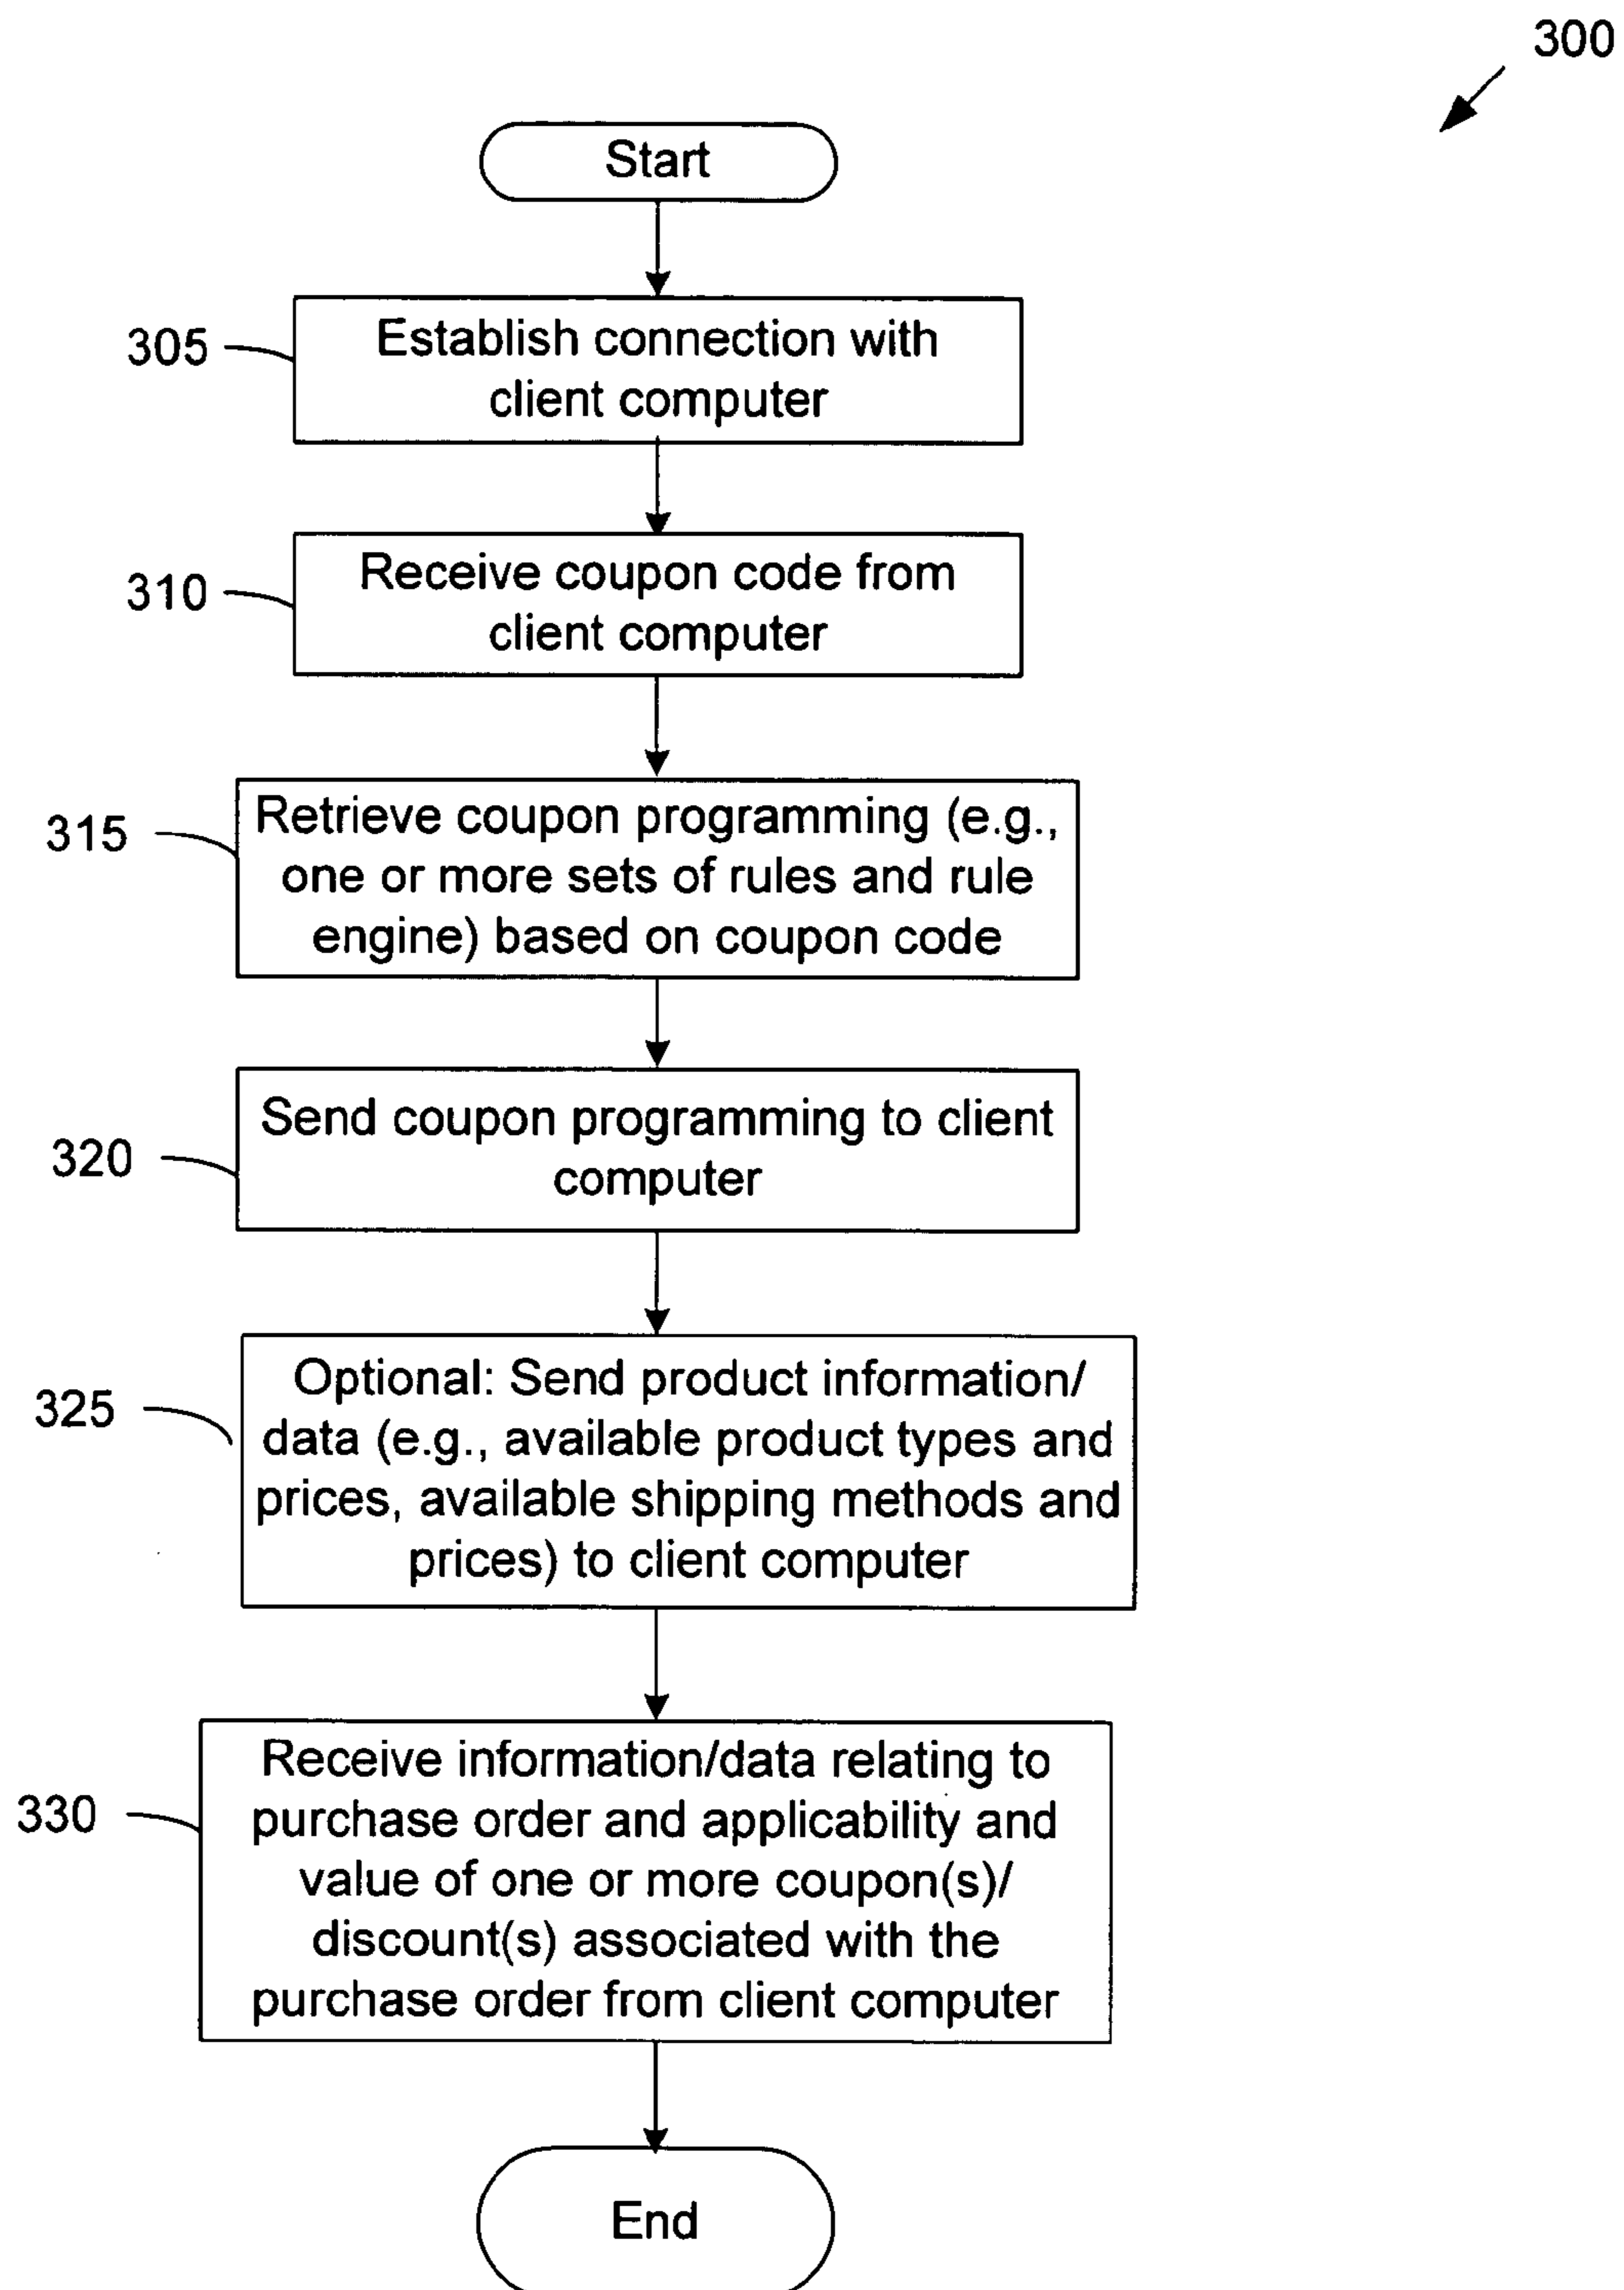 300
Start
305
Establish connection with
client computer
310
Receive coupon code from
client computer
315
Retrieve coupon programming (e.g.,
one or more sets of rules and rule
engine) based on coupon code
320
Send coupon programming to client
computer
325
Optional: Send product information/
data (e.g., available product types and
prices, available shipping methods and
prices) to client computer
330
Receive information/data relating to
purchase order and applicability and
value of one or more coupon(s)/
discount(s) associated with the
purchase order from client computer
End